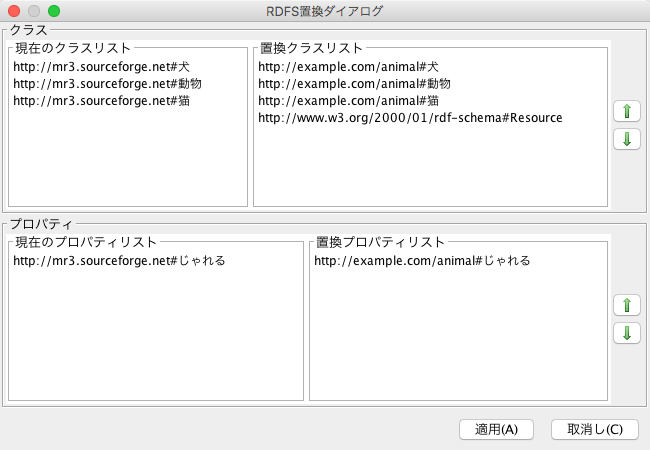 RDFS置換ダイアログ
クラス
現在のクラスリスト
http://mr3.sourceforge.net#犬
http://mr3.sourceforge.net#動物
http://mr3.sourceforge.net#猫
置換クラスリスト
http://example.com/animal#犬
http://example.com/animal#動物
http://example.com/animal#猫
http://www.w3.org/2000/01/rdf-schema#Resource
プロパティ
現在のプロパティリスト
http://mr3.sourceforge.net#じゃれる
置換プロパティリスト
http://example.com/animal#じゃれる
適用(A)
取消し(C)